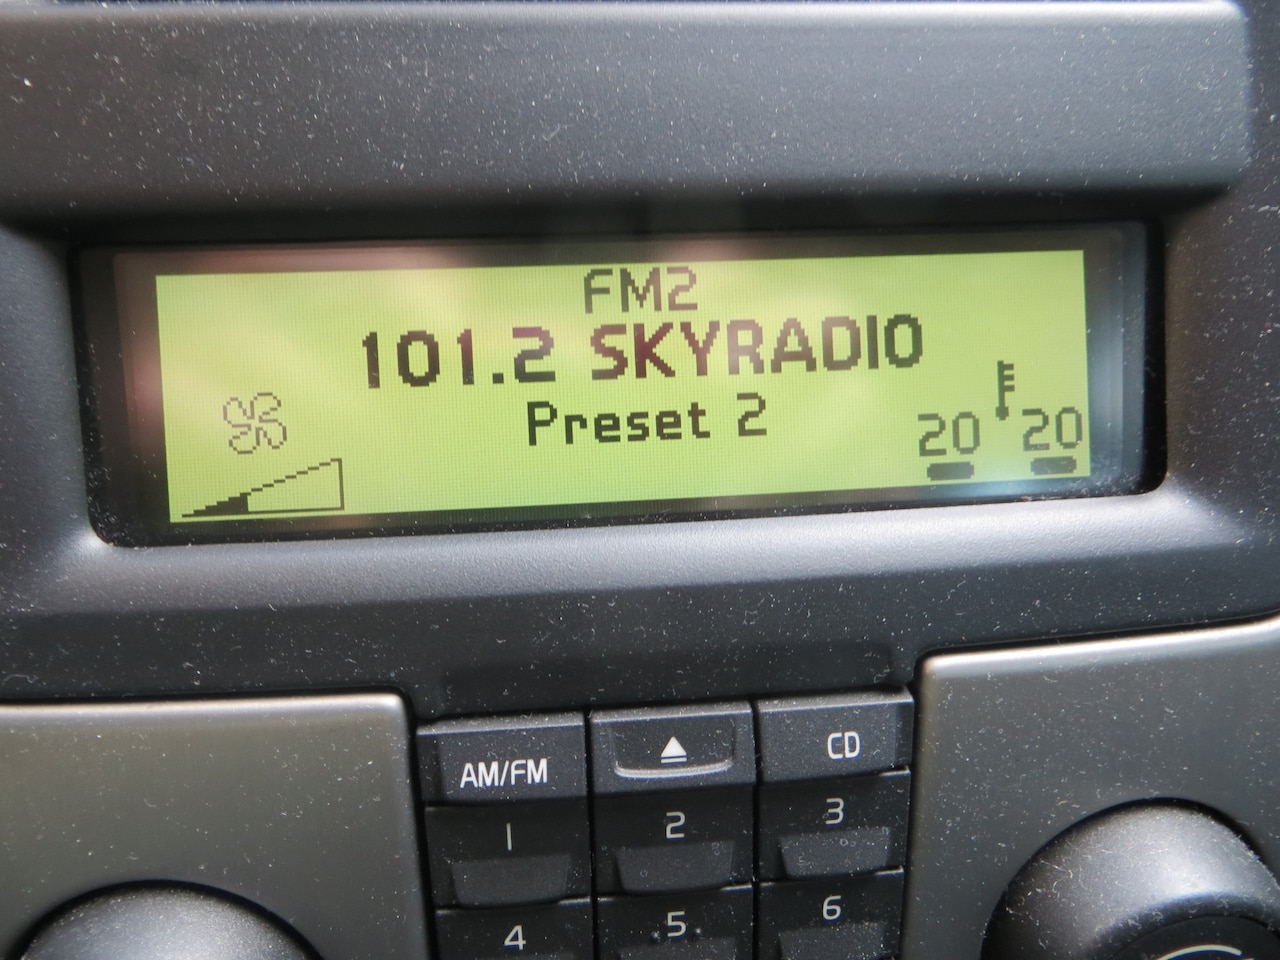 FM2
101.2 SKYRADIO
Preset 2
20 20
AM/FM CD
1 2 3
4 5 6